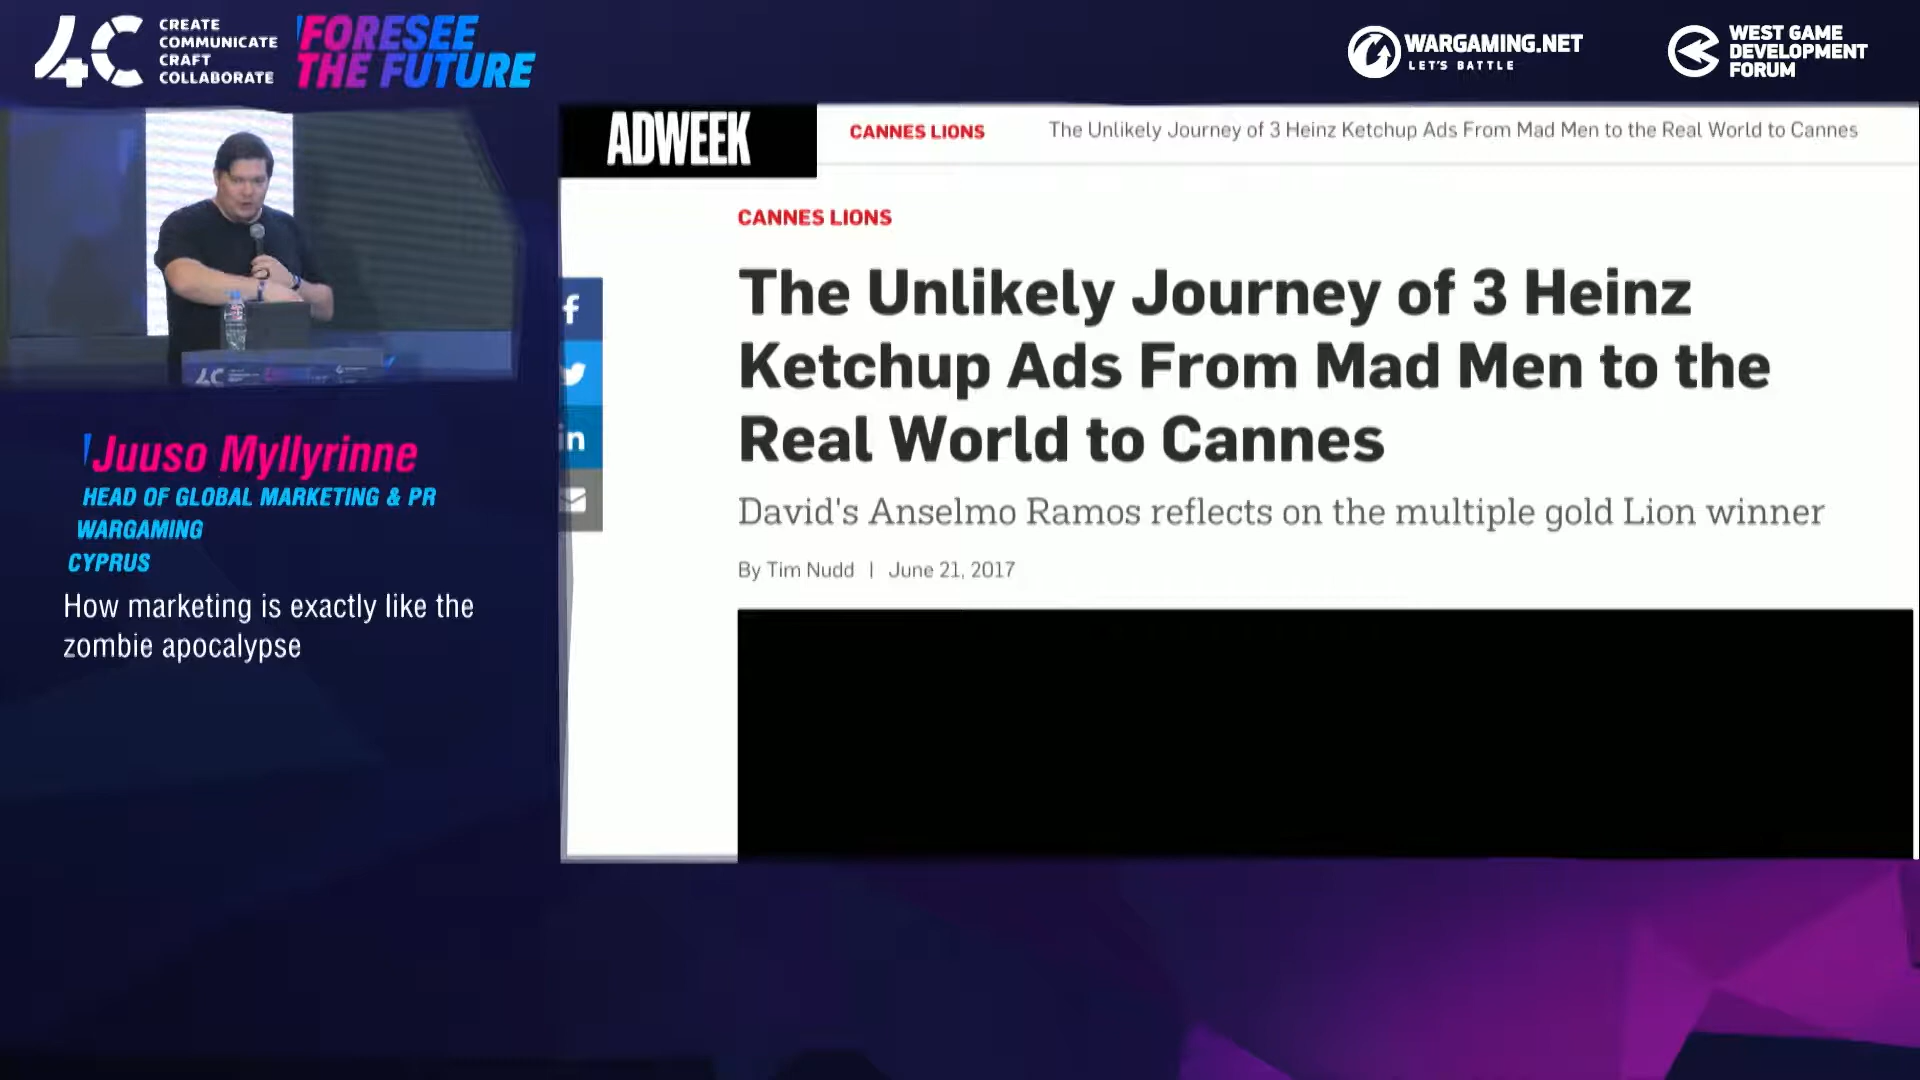 4C
CREATE
COMMUNICATE
CRAFT
COLLABORATE
FORESEE
THE FUTURE
WARGAMING.NET
LET'S BATTLE
WEST GAME
DEVELOPMENT
FORUM
ADWEEK
CANNES LIONS
The Unlikely Journey of 3 Heinz Ketchup Ads From Mad Men to the Real World to Cannes
CANNES LIONS
The Unlikely Journey of 3 Heinz
Ketchup Ads From Mad Men to the
Real World to Cannes
David's Anselmo Ramos reflects on the multiple gold Lion winner
By Tim Nudd | June 21, 2017
f
in
4C
Juuso Myllyrinne
HEAD OF GLOBAL MARKETING & PR
WARGAMING
CYPRUS
How marketing is exactly like the
zombie apocalypse